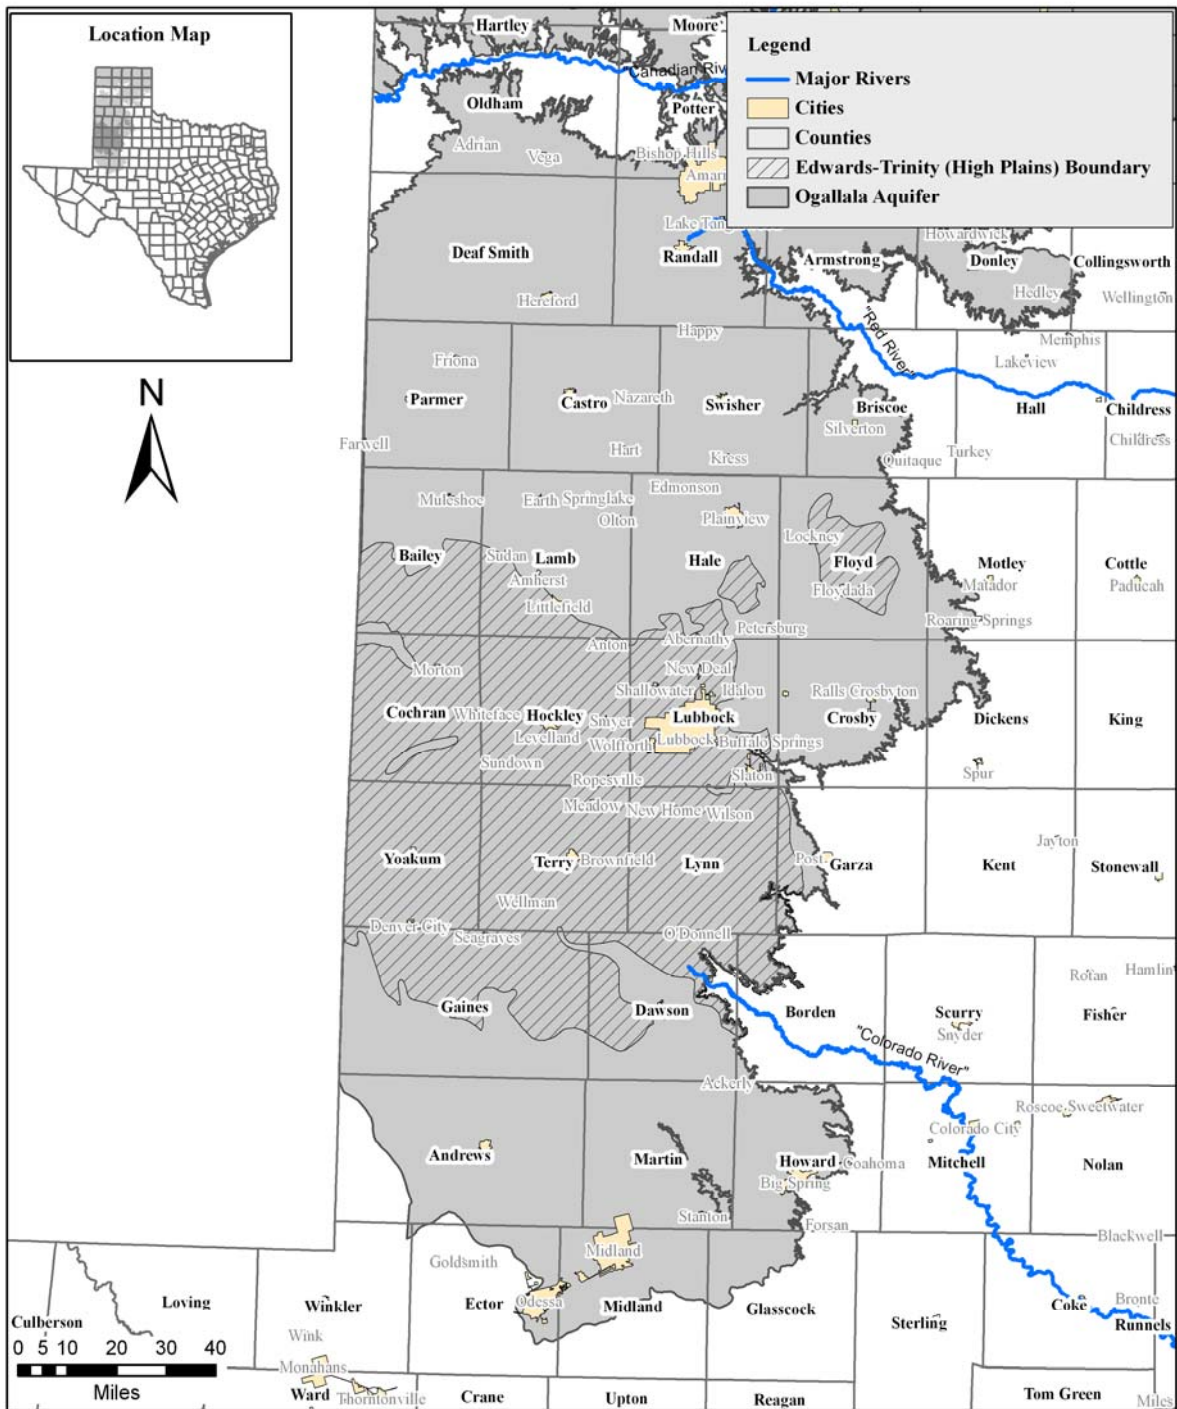 Location Map
Hartley
Moore
Legend
Major Rivers
Cities
Counties
Edwards-Trinity (High Plains) Boundary
Ogallala Aquifer
"Canadian Riv
Oldham
Potter
Adrian
Vega
Bishop Hills
Amari
Lake Tang
Howardwick
Deaf Smith
Randall
Armstrong
Donley
Collingsworth
Hereford
Hedley
Wellington
Happy
"Red River"
Memphis
Lakeview
Friona
Parmer
Castro
Nazareth
Swisher
Briscoe
Hall
Childress
N
Silverton
Childress
Farwell
Hart
Kress
Quitaque
Turkey
Muleshoe
Earth
Springlake
Olton
Edmonson
Plainview
Lockney
Bailey
Sudan
Lamb
Hale
Floyd
Motley
Cottle
Amherst
Littlefield
Floydada
Matador
Paducah
Anton
Abernathy
Petersburg
Roaring Springs
Morton
New Deal
Shallowater
Idalou
Ralls
Crosbyton
Cochran
Whiteface
Hockley
Smyer
Lubbock
Crosby
Dickens
King
Levelland
Wolfforth
Lubbock
Buffalo Springs
Sundown
Ropesville
Slaton
Spur
Meadow
New Home
Wilson
Jayton
Yoakum
Terry
Brownfield
Lynn
Post
Garza
Kent
Stonewall
Wellman
Denver City
Seagraves
O'Donnell
Rotan
Hamlin
Gaines
Dawson
Borden
Scurry
Snyder
Fisher
"Colorado River"
Ackerly
Roscoe
Sweetwater
Colorado City
Andrews
Martin
Howard
Coahoma
Mitchell
Nolan
Big Spring
Stanton
Forsan
Blackwell
Goldsmith
Midland
Loving
Winkler
Ector
Odessa
Midland
Glasscock
Coke
Bronte
Culberson
Sterling
Runnels
Wink
0 5 10 20 30 40
Miles
Monahans
Ward
Thorntonville
Crane
Upton
Reagan
Tom Green
Miles